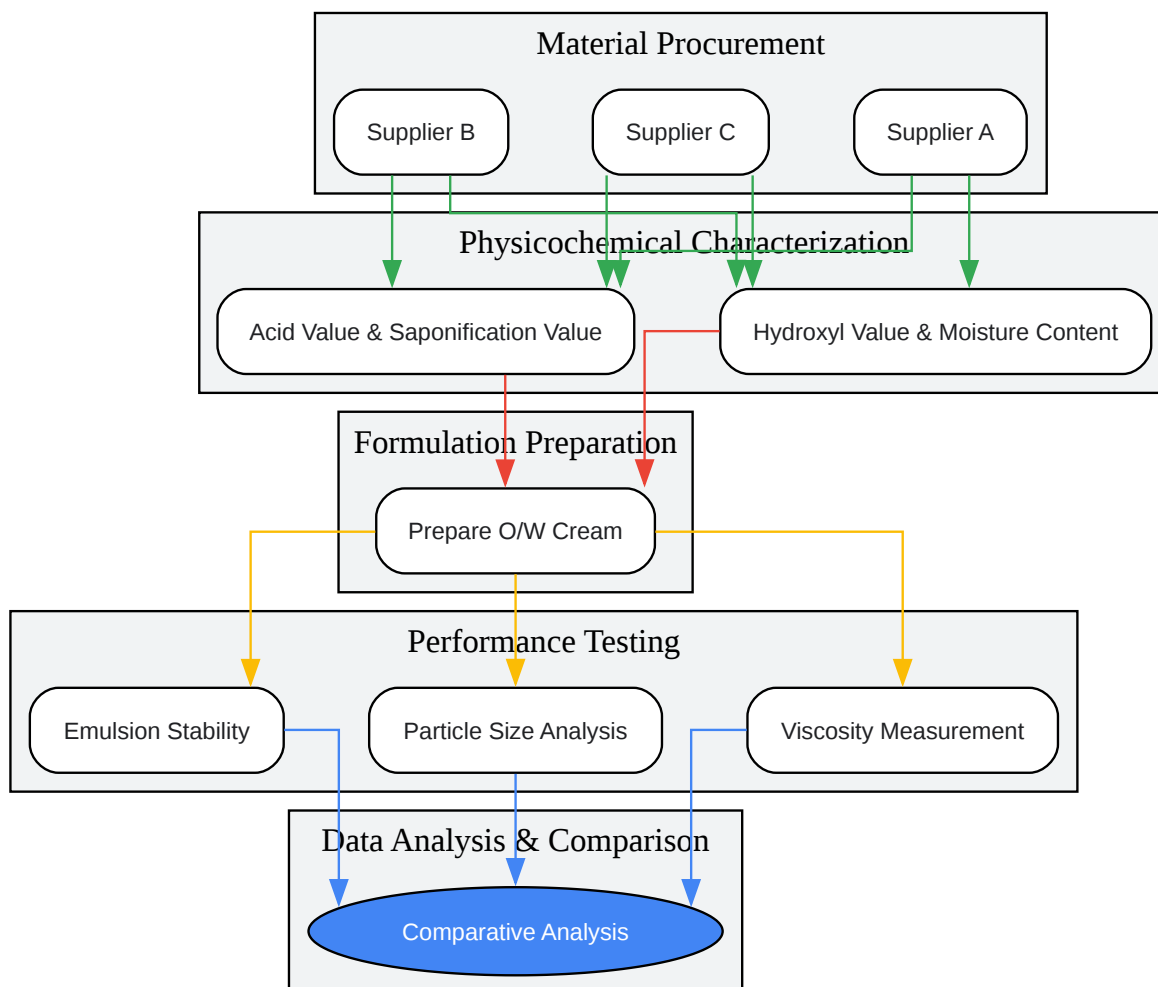 Material Procurement
Supplier B
Supplier C
Supplier A
Physicochemical Characterization
Acid Value & Saponification Value
Hydroxyl Value & Moisture Content
Formulation Preparation
Prepare O/W Cream
Performance Testing
Emulsion Stability
Particle Size Analysis
Viscosity Measurement
Data Analysis & Comparison
Comparative Analysis